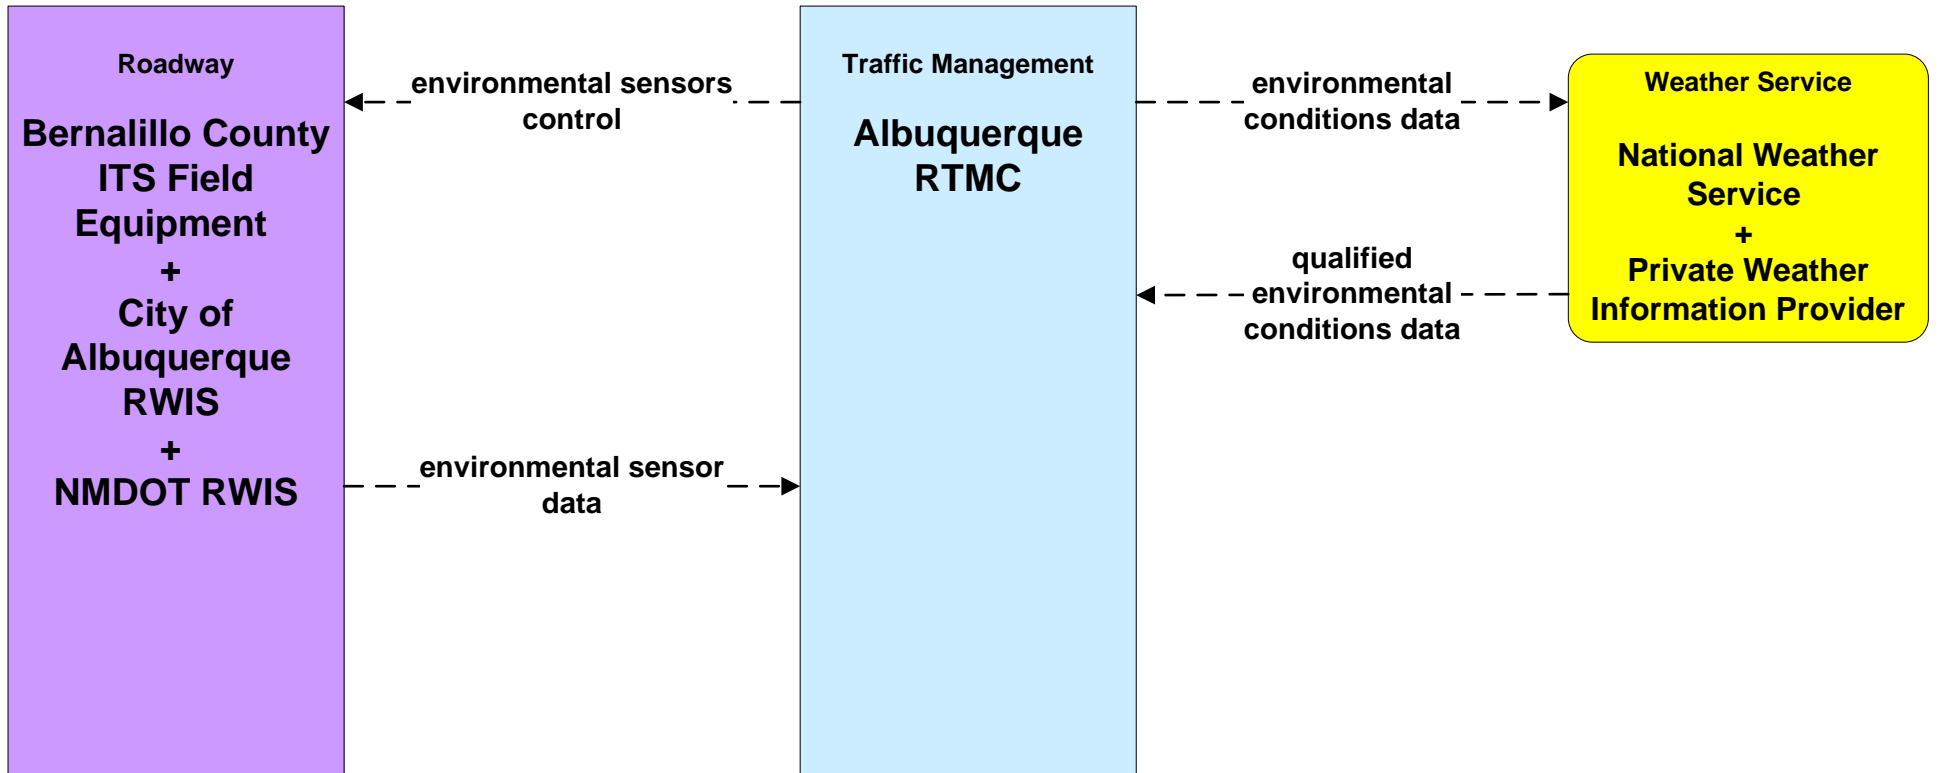 Roadway
Bernalillo County
ITS Field
Equipment
+
City of
Albuquerque
RWIS
+
NMDOT RWIS
environmental sensors
control
environmental sensor
data
Traffic Management
Albuquerque
RTMC
environmental
conditions data
qualified
environmental
conditions data
Weather Service
National Weather
Service
+
Private Weather
Information Provider